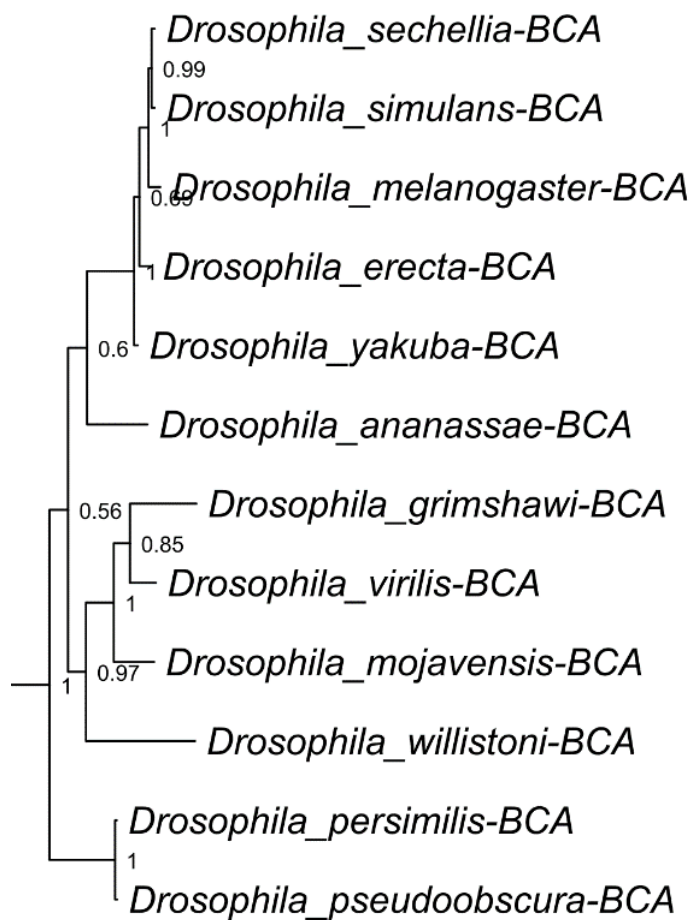 Drosophila_sechellia-BCA
0.99
Drosophila_simulans-BCA
1
Drosophila_melanogaster-BCA
0.69
Drosophila_erecta-BCA
1
Drosophila_yakuba-BCA
0.6
Drosophila_ananassae-BCA
Drosophila_grimshawi-BCA
0.56
0.85
Drosophila_virilis-BCA
1
Drosophila_mojavensis-BCA
0.97
1
Drosophila_willistoni-BCA
Drosophila_persimilis-BCA
1
Drosophila_pseudoobscura-BCA